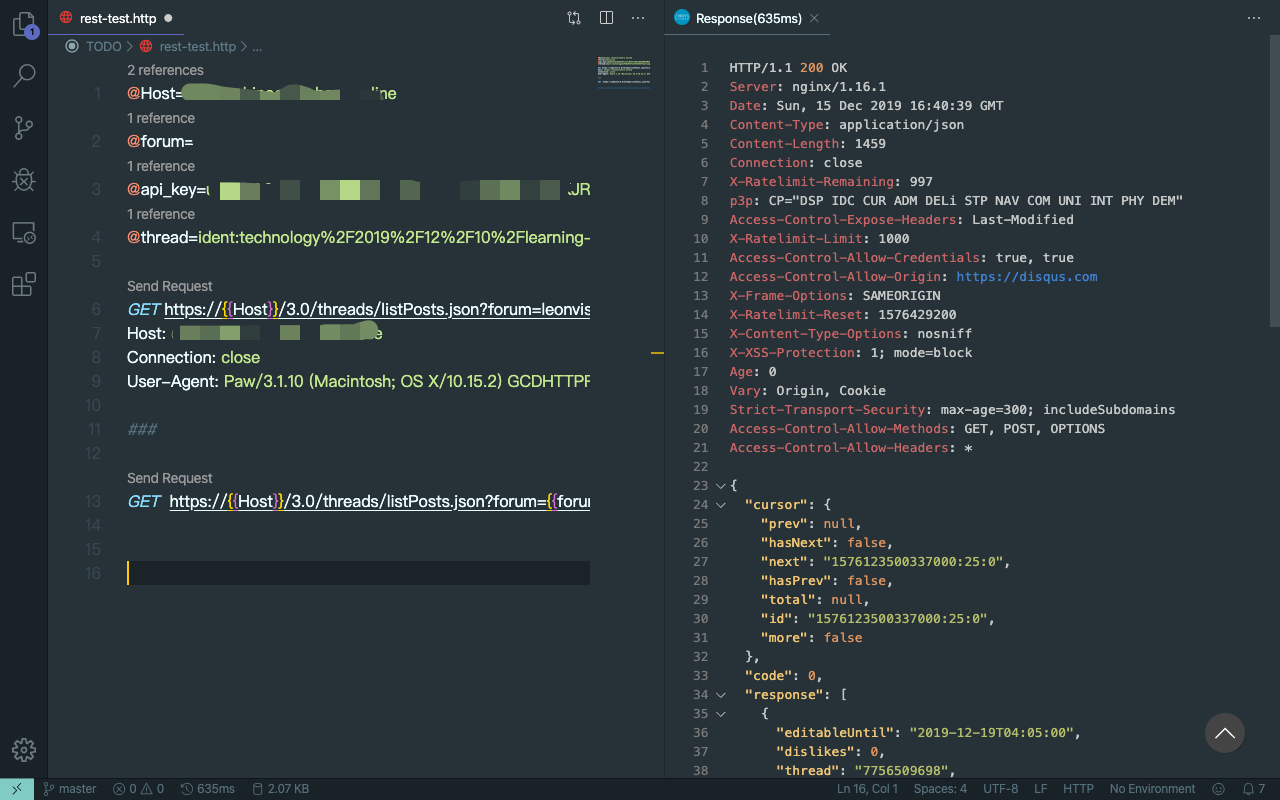 1
rest-test.http
TODO > rest-test.http > ...
2 references
1 @Host=
1 reference
2 @forum=
1 reference
3 @api_key=
1 reference
4 @thread=ident:technology%2F2019%2F12%2F10%2Flearning-
5
Send Request
6 GET https://{{Host}}/3.0/threads/listPosts.json?forum=leonvis
7 Host:
8 Connection: close
9 User-Agent: Paw/3.1.10 (Macintosh; OS X/10.15.2) GCDHTTPR
10
11 ###
12
Send Request
13 GET https://{{Host}}/3.0/threads/listPosts.json?forum={{foru
14
15
16
Response(635ms)
1 HTTP/1.1 200 OK
2 Server: nginx/1.16.1
3 Date: Sun, 15 Dec 2019 16:40:39 GMT
4 Content-Type: application/json
5 Content-Length: 1459
6 Connection: close
7 X-Ratelimit-Remaining: 997
8 p3p: CP="DSP IDC CUR ADM DELi STP NAV COM UNI INT PHY DEM"
9 Access-Control-Expose-Headers: Last-Modified
10 X-Ratelimit-Limit: 1000
11 Access-Control-Allow-Credentials: true, true
12 Access-Control-Allow-Origin: https://disqus.com
13 X-Frame-Options: SAMEORIGIN
14 X-Ratelimit-Reset: 1576429200
15 X-Content-Type-Options: nosniff
16 X-XSS-Protection: 1; mode=block
17 Age: 0
18 Vary: Origin, Cookie
19 Strict-Transport-Security: max-age=300; includeSubdomains
20 Access-Control-Allow-Methods: GET, POST, OPTIONS
21 Access-Control-Allow-Headers: *
22
23 {
24 "cursor": {
25 "prev": null,
26 "hasNext": false,
27 "next": "1576123500337000:25:0",
28 "hasPrev": false,
29 "total": null,
30 "id": "1576123500337000:25:0",
31 "more": false
32 },
33 "code": 0,
34 "response": [
35 {
36 "editableUntil": "2019-12-19T04:05:00",
37 "dislikes": 0,
38 "thread": "7756509698",
master 0 0 635ms 2.07 KB Ln 16, Col 1 Spaces: 4 UTF-8 LF HTTP No Environment 7